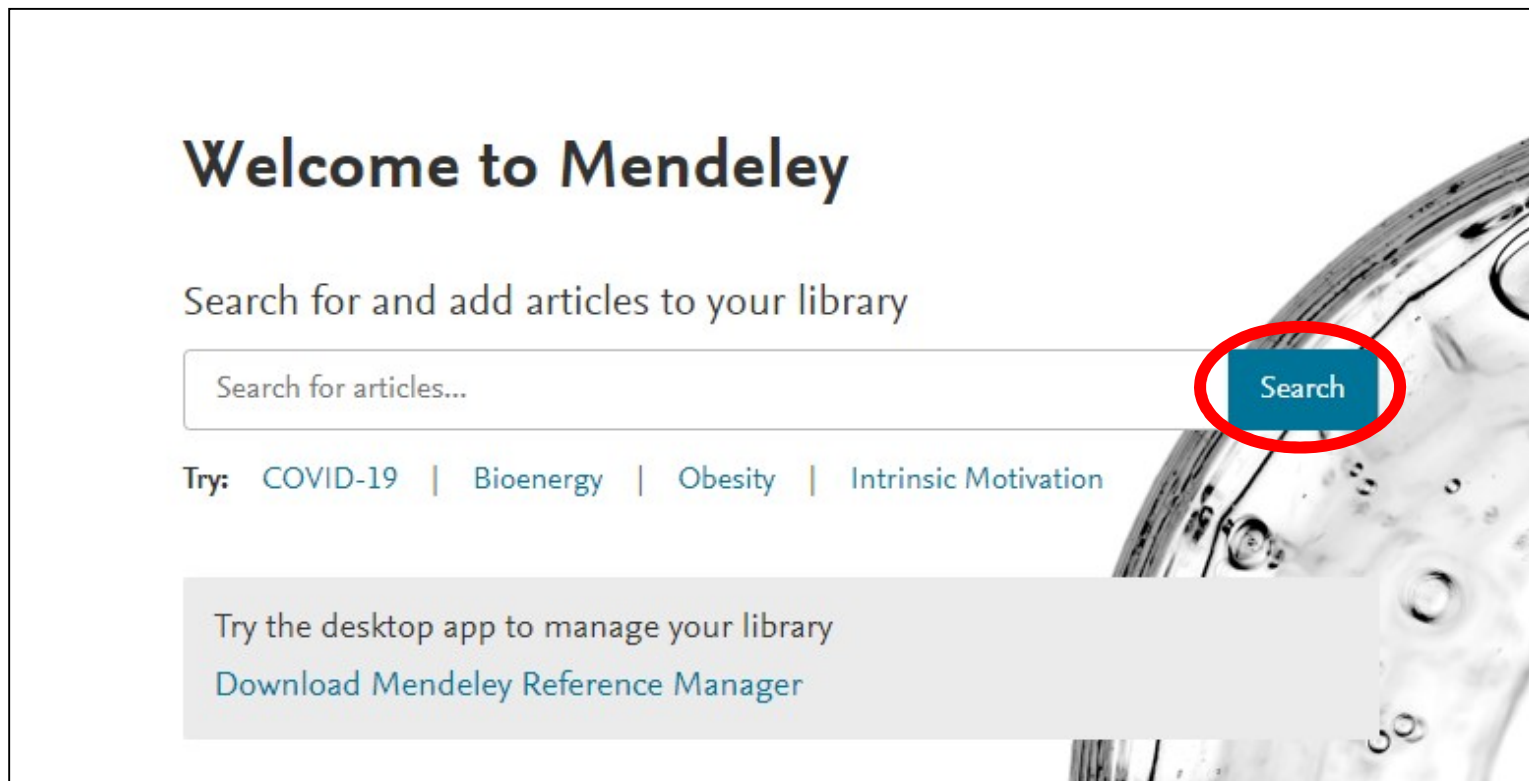 Welcome to Mendeley
Search for and add articles to your library
Search for articles... Search
Try: COVID-19 | Bioenergy | Obesity | Intrinsic Motivation
Try the desktop app to manage your library
Download Mendeley Reference Manager